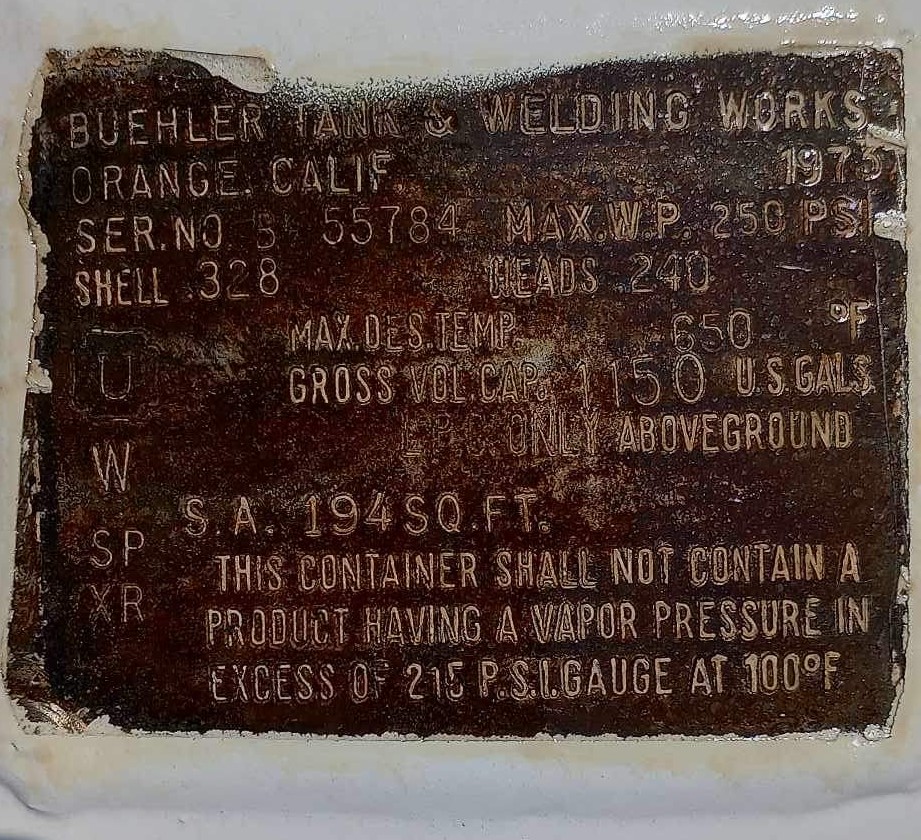 BUEHLER TANK & WELDING WORKS
ORANGE. CALIF 1973
SER.NO 55784 MAX.W.P. 250 PSI
SHELL .328 HEADS .240
MAX.DES.TEMP. 650 °F
U GROSS VOL.CAP. 1150 U.S.GALS.
ONLY ABOVEGROUND
W
S.A. 194 SQ.FT.
SP
THIS CONTAINER SHALL NOT CONTAIN A
XR
PRODUCT HAVING A VAPOR PRESSURE IN
EXCESS OF 215 P.S.I.GAUGE AT 100°F